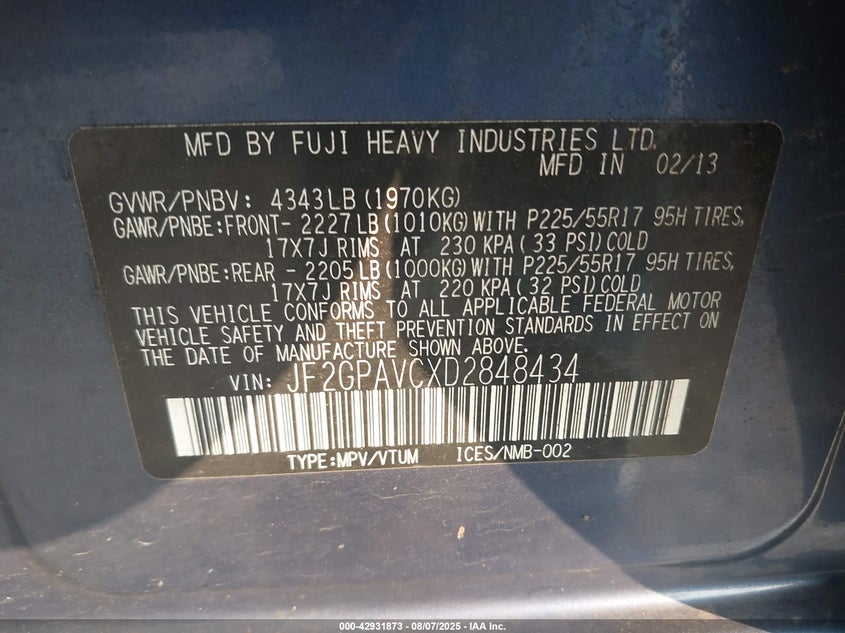 MFD BY FUJI HEAVY INDUSTRIES LTD.
MFD IN 02/13
GVWR/PNBV: 4343LB(1970KG)
GAWR/PNBE:FRONT- 2227LB(1010KG)WITH P225/55R17 95H TIRES,
17X7J RIMS AT 230 KPA(33 PSI)COLD
GAWR/PNBE:REAR - 2205LB(1000KG)WITH P225/55R17 95H TIRES,
17X7J RIMS AT 220 KPA(32 PSI)COLD
THIS VEHICLE CONFORMS TO ALL APPLICABLE FEDERAL MOTOR
VEHICLE SAFETY AND THEFT PREVENTION STANDARDS IN EFFECT ON
THE DATE OF MANUFACTURE SHOWN ABOVE.
VIN: JF2GPAVCXD2848434
TYPE:MPV/VTUM ICES/NMB-002
000-42931873 - 08/07/2025 - IAA Inc.